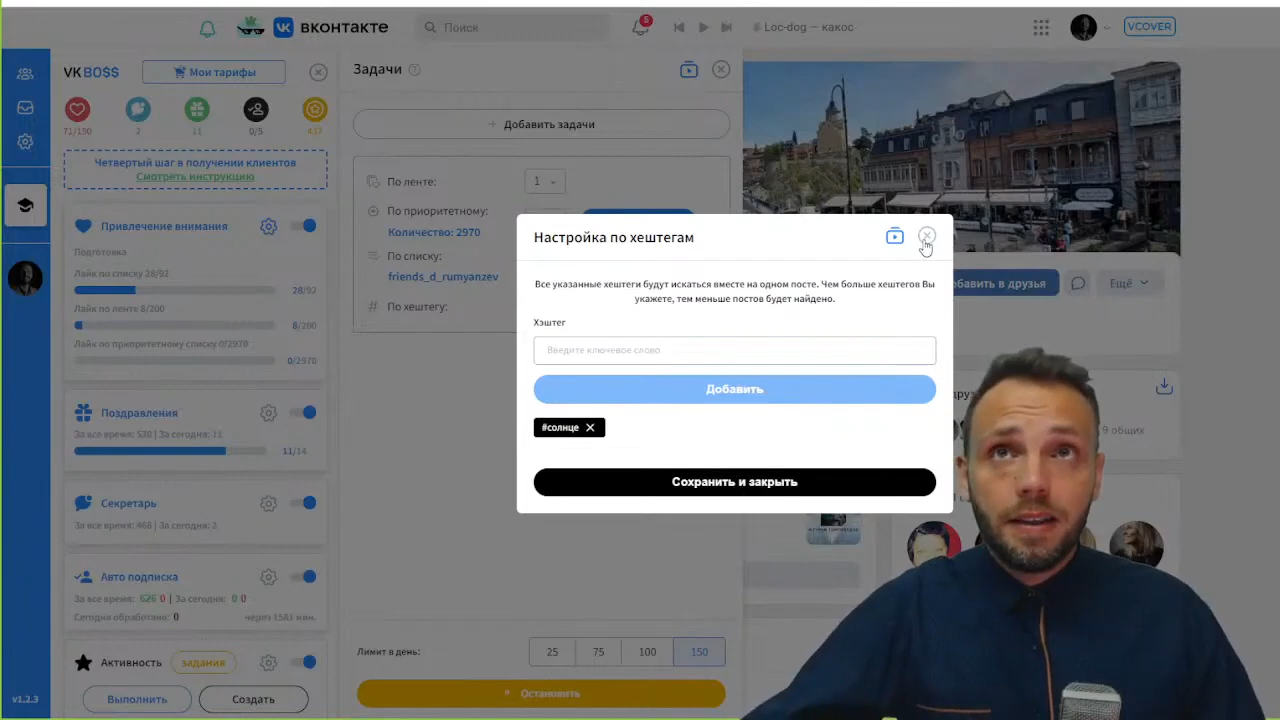 5
вконтакте
Поиск
Loc-dog — какос
VCOVER
VKBO$$
Мои тарифы
71/150
2
11
0/5
417
Четвертый шаг в получении клиентов
Смотреть инструкцию
Привлечение внимания
Подготовка
Лайк по списку 28/92
28/92
Лайк по ленте 8/200
8/200
Лайк по приоритетному списку 0/2970
0/2970
Поздравления
За все время: 530 | За сегодня: 11
11/14
Секретарь
За все время: 468 | За сегодня: 2
Авто подписка
За все время: 626 0 | За сегодня: 0 0
Сегодня обработано: 0
через 1581 мин.
Активность
задания
Выполнить
Создать
v1.2.3
Задачи
+ Добавить задачи
По ленте:
1
По приоритетному:
Количество: 2970
По списку:
friends_d_rumyanzev
По хештегу:
Лимит в день:
25
75
100
150
Остановить
Настройка по хештегам
Все указанные хештеги будут искаться вместе на одном посте. Чем больше хештегов Вы
укажете, тем меньше постов будет найдено.
Хэштег
Введите ключевое слово
Добавить
#солнце
Сохранить и закрыть
обавить в друзья
Ещё
9 общих